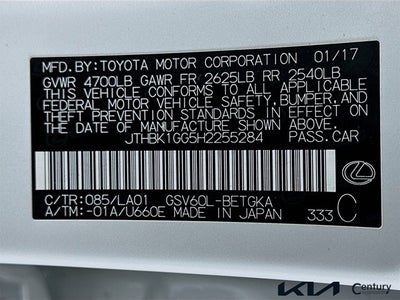 MFD.BY:TOYOTA MOTOR CORPORATION 01/17
GVWR 4700LB GAWR FR 2625LB RR 2540LB
THIS VEHICLE CONFORMS TO ALL APPLICABLE
FEDERAL MOTOR VEHICLE SAFETY, BUMPER, AND
THEFT PREVENTION STANDARDS IN EFFECT ON
THE DATE OF MANUFACTURE SHOWN ABOVE.
JTHBK1GG5H2255284 PASS.CAR
C/TR:085/LA01 GSV60L-BETGKA
A/TM:-01A/U660E MADE IN JAPAN 333 C
KIA Century